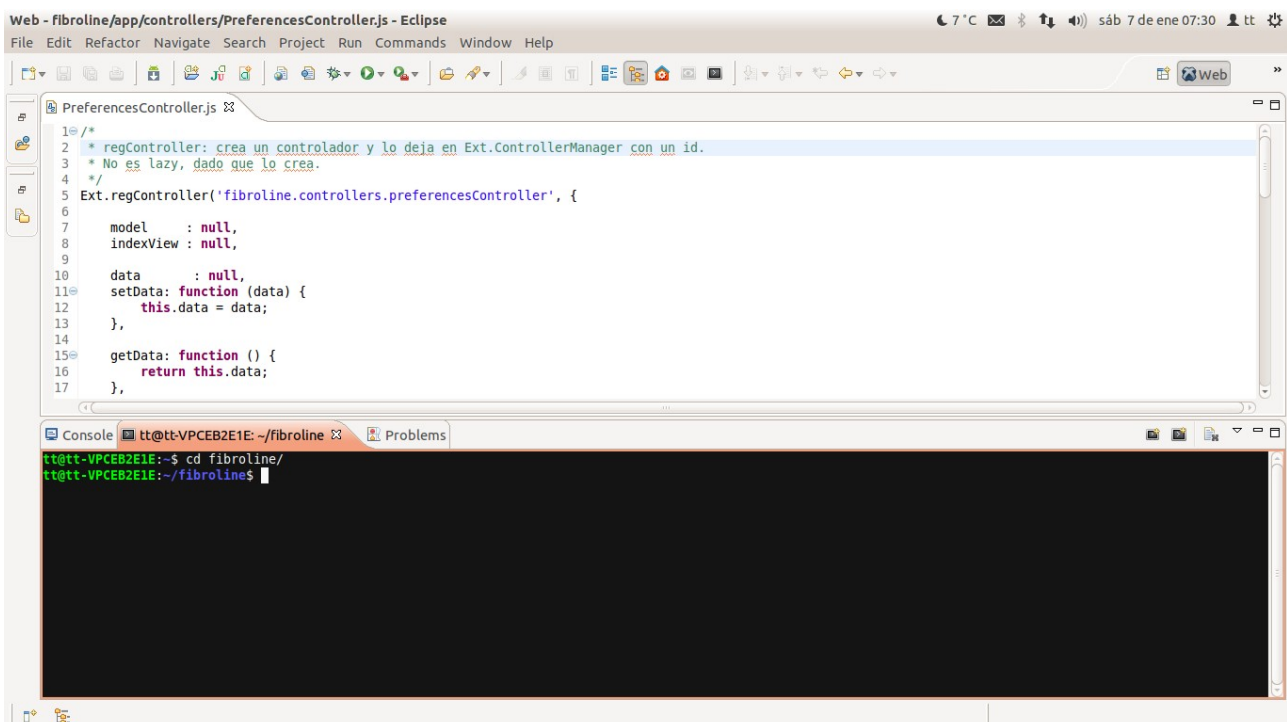 Web - fibroline/app/controllers/PreferencesController.js - Eclipse
7°C sáb 7 de ene 07:30 tt
File Edit Refactor Navigate Search Project Run Commands Window Help
Web »
PreferencesController.js
1 /*
2 * regController: crea un controlador y lo deja en Ext.ControllerManager con un id.
3 * No es lazy, dado que lo crea.
4 */
5 Ext.regController('fibroline.controllers.preferencesController', {
6
7 model : null,
8 indexView : null,
9
10 data : null,
11 setData: function (data) {
12 this.data = data;
13 },
14
15 getData: function () {
16 return this.data;
17 },
Console tt@tt-VPCEB2E1E: ~/fibroline Problems
tt@tt-VPCEB2E1E:~$ cd fibroline/
tt@tt-VPCEB2E1E:~/fibroline$